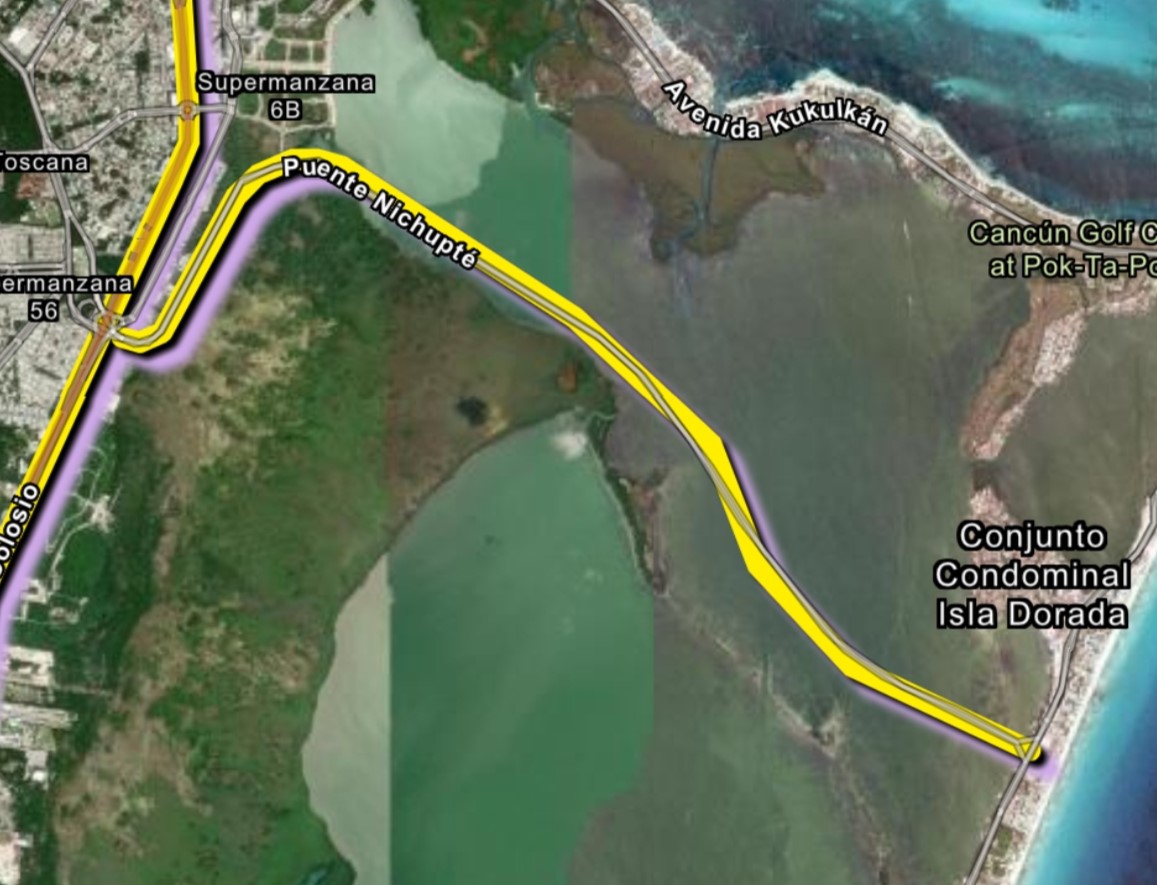 Supermanzana
6B
Toscana
Avenida Kukulkán
Puente Nichupté
Cancún Golf C
at Pok-Ta-Po
ermanzana
56
olosio
Conjunto
Condominal
Isla Dorada